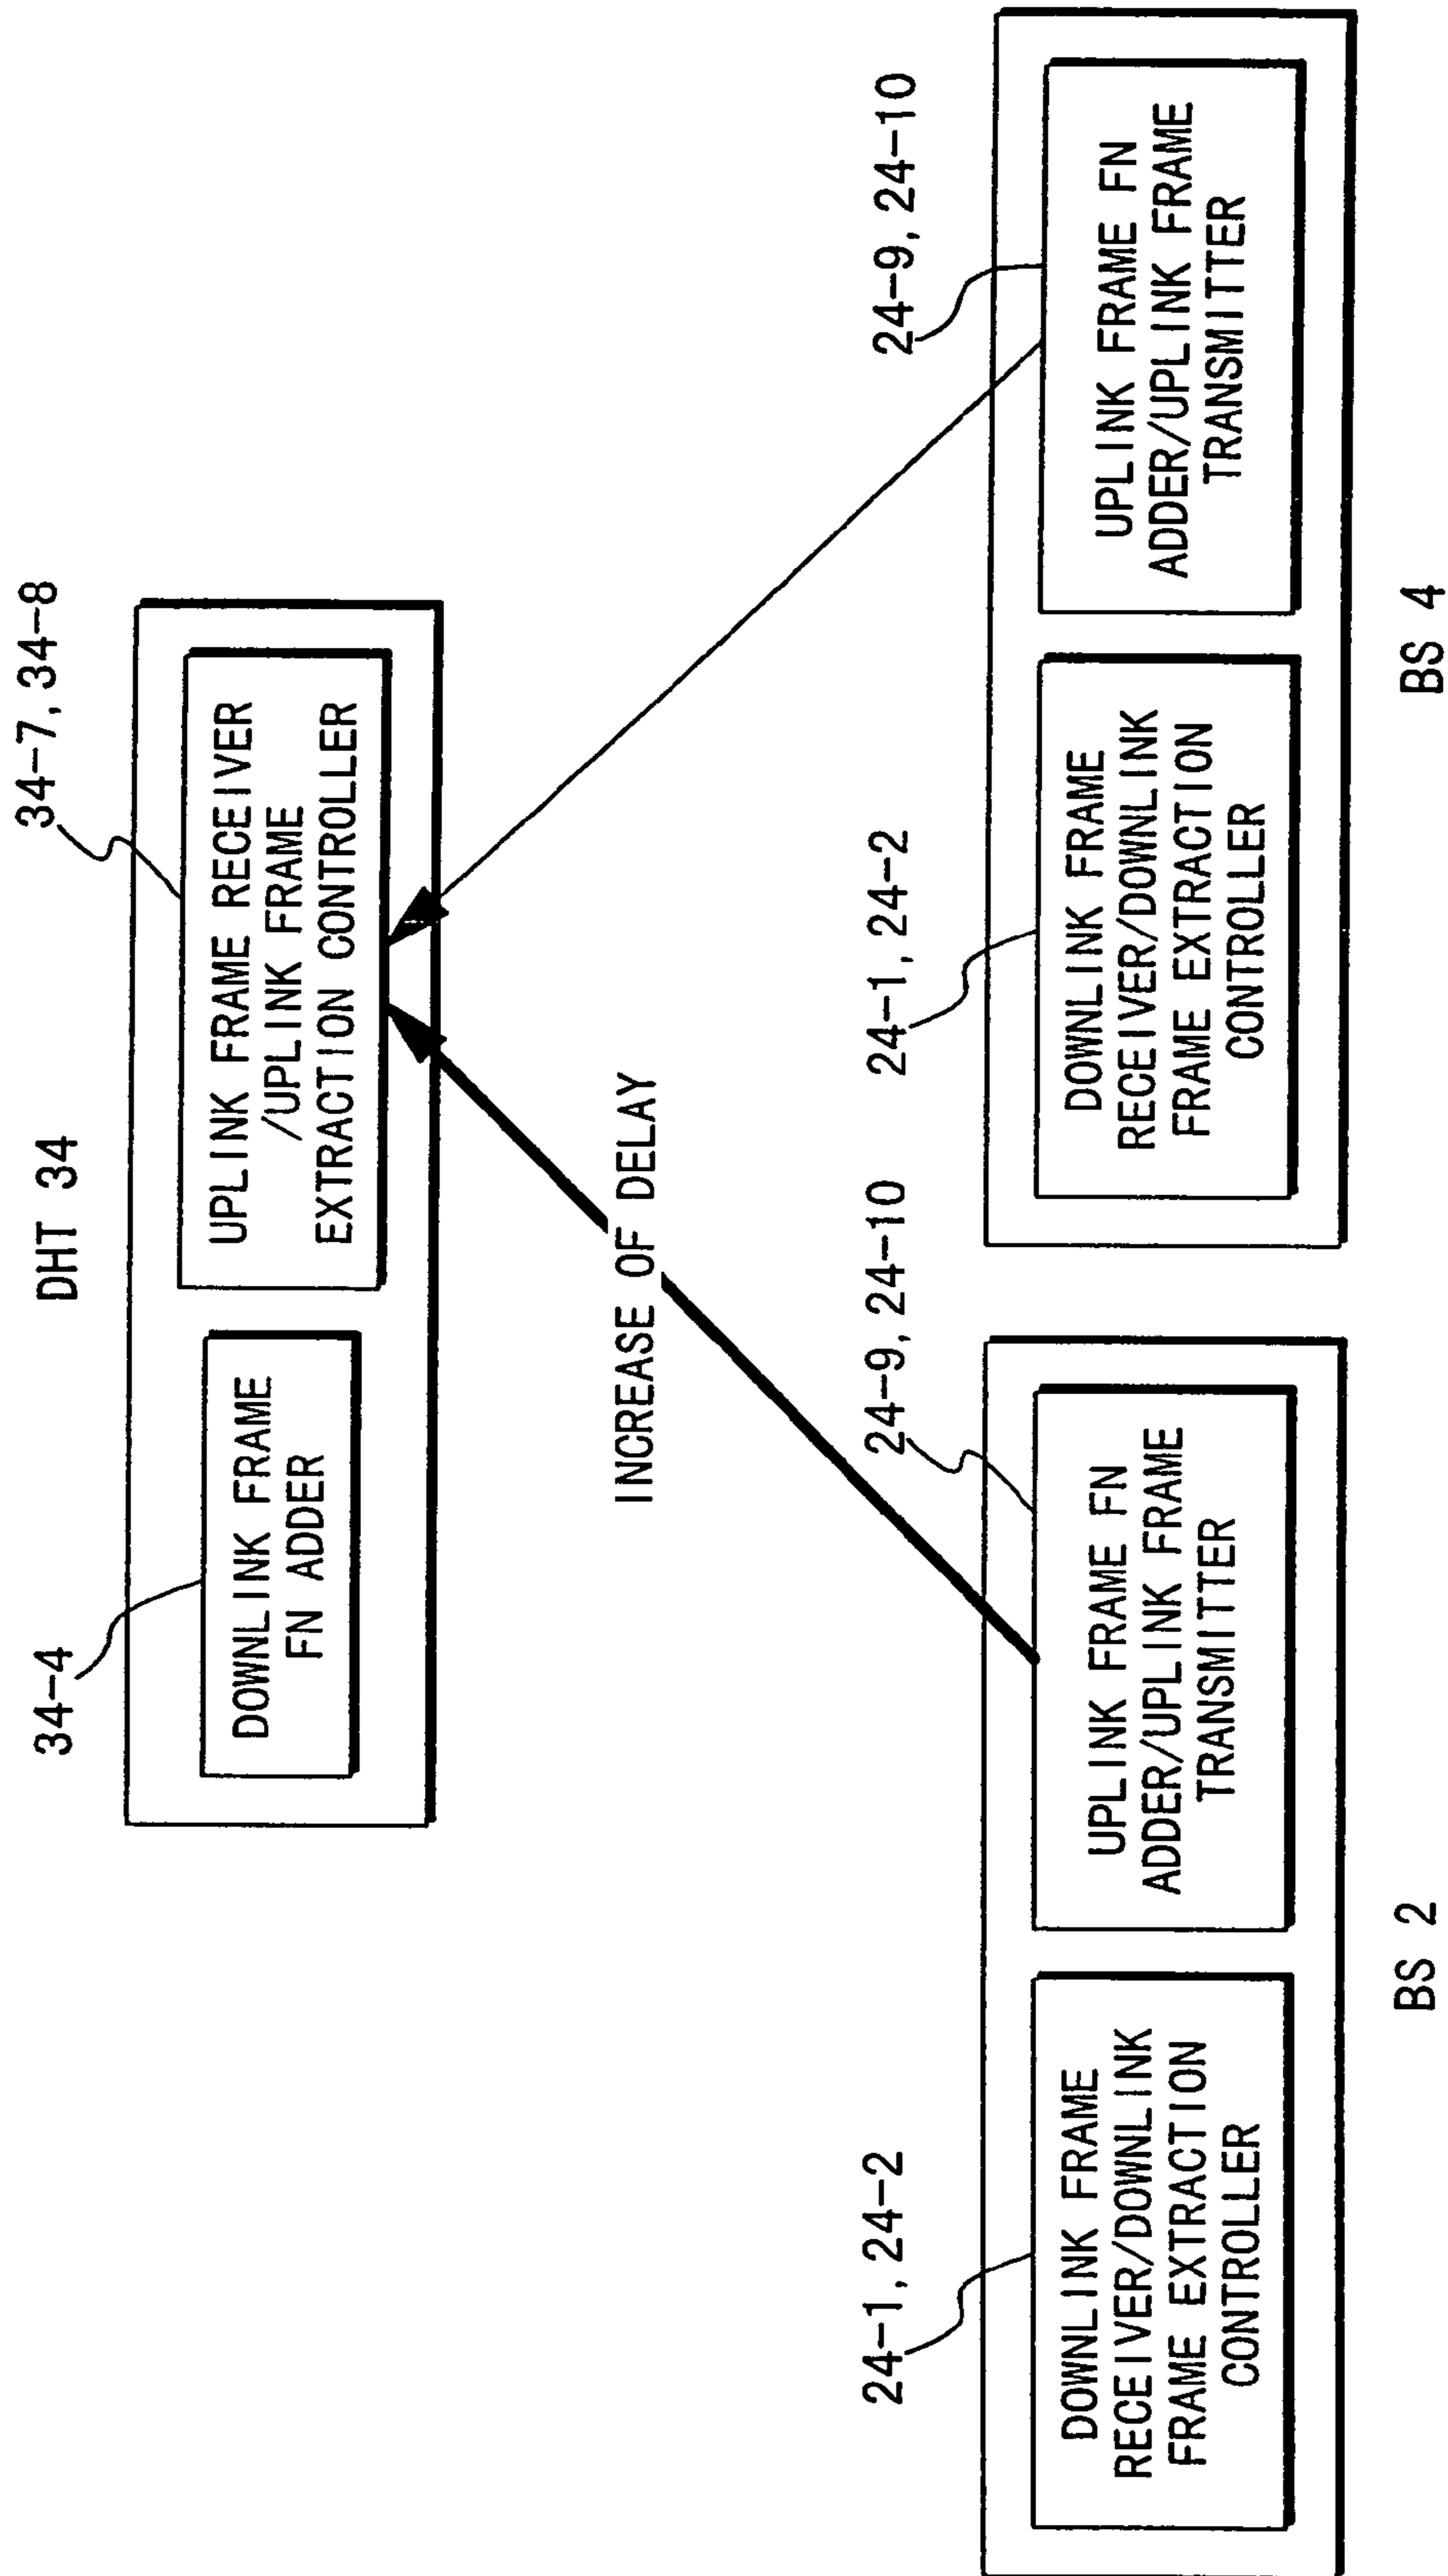 DHT 34
34-4
34-7, 34-8
DOWNLINK FRAME
FN ADDER
UPLINK FRAME RECEIVER
/UPLINK FRAME
EXTRACTION CONTROLLER
INCREASE OF DELAY
24-1, 24-2
24-9, 24-10
24-1, 24-2
24-9, 24-10
DOWNLINK FRAME
RECEIVER/DOWNLINK
FRAME EXTRACTION
CONTROLLER
UPLINK FRAME FN
ADDER/UPLINK FRAME
TRANSMITTER
DOWNLINK FRAME
RECEIVER/DOWNLINK
FRAME EXTRACTION
CONTROLLER
UPLINK FRAME FN
ADDER/UPLINK FRAME
TRANSMITTER
BS 2
BS 4